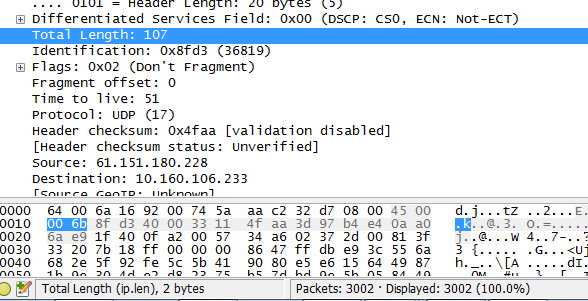 .... 0101 = Header Length: 20 bytes (5)
Differentiated Services Field: 0x00 (DSCP: CS0, ECN: Not-ECT)
Total Length: 107
Identification: 0x8fd3 (36819)
Flags: 0x02 (Don't Fragment)
Fragment offset: 0
Time to live: 51
Protocol: UDP (17)
Header checksum: 0x4faa [validation disabled]
[Header checksum status: Unverified]
Source: 61.151.180.228
Destination: 10.160.106.233
[Source GeoIP: Unknown]
0000 64 00 6a 16 92 00 74 5a aa c2 32 d7 08 00 45 00 d.j...tZ ..2...E.
0010 00 6b 8f d3 40 00 33 11 4f aa 3d 97 b4 e4 0a a0 .k..@.3. O.=.....
0020 6a e9 1f 40 0f a2 00 57 34 a6 02 37 2d 00 81 3f j..@...W 4..7-..?
0030 33 20 7b 18 ff 00 00 00 86 47 ff db e9 3c 55 6a 3 {..... .G...<Uj
0040 68 2e 5f 92 fe 5c 5b 41 90 80 e5 e6 15 64 49 87 h._..\[A .....dI.
Total Length (ip.len), 2 bytes
Packets: 3002 · Displayed: 3002 (100.0%)